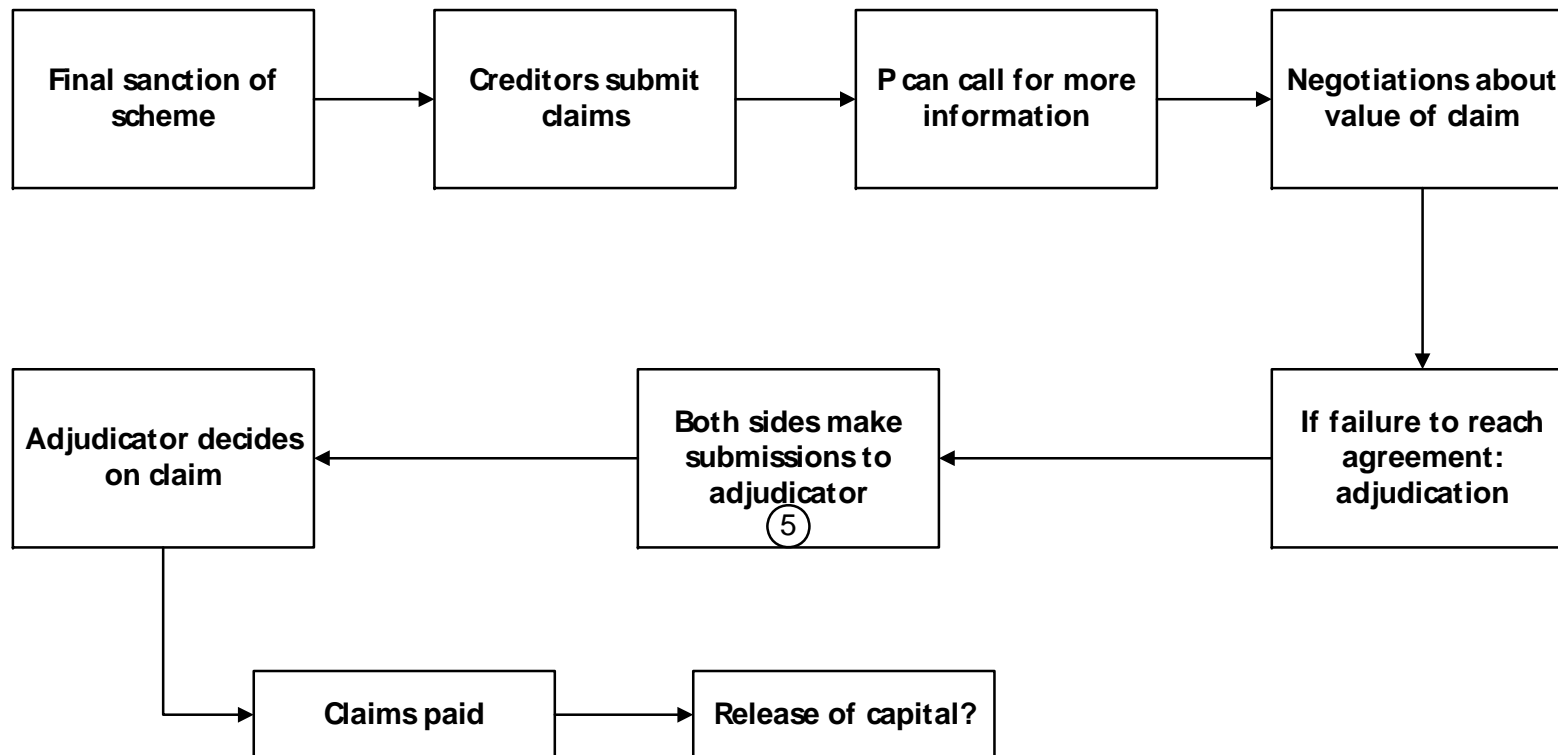 Final sanction of
scheme
Creditors submit
claims
P can call for more
information
Negotiations about
value of claim
If failure to reach
agreement:
adjudication
Both sides make
submissions to
adjudicator
5
Adjudicator decides
on claim
Claims paid
Release of capital?